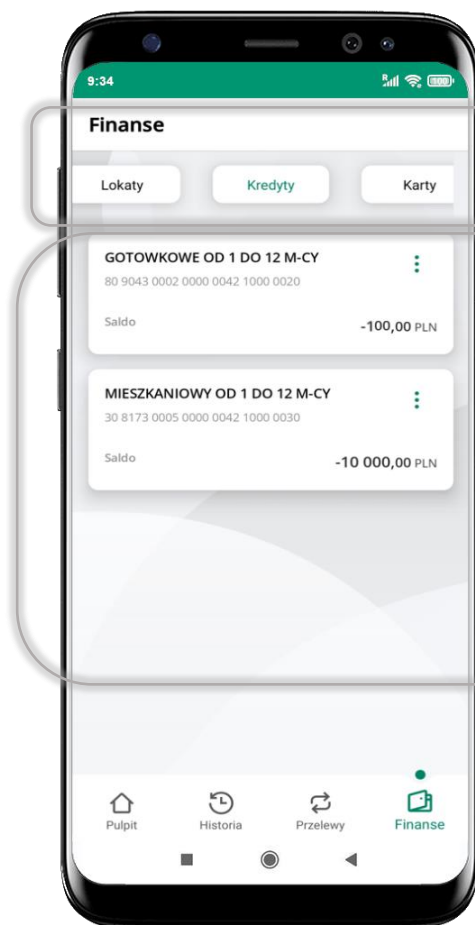 9:34
R
100
Finanse
Lokaty
Kredyty
Karty
GOTOWKOWE OD 1 DO 12 M-CY
80 9043 0002 0000 0042 1000 0020
Saldo
-100,00 PLN
MIESZKANIOWY OD 1 DO 12 M-CY
30 8173 0005 0000 0042 1000 0030
Saldo
-10 000,00 PLN
Pulpit
Historia
Przelewy
Finanse